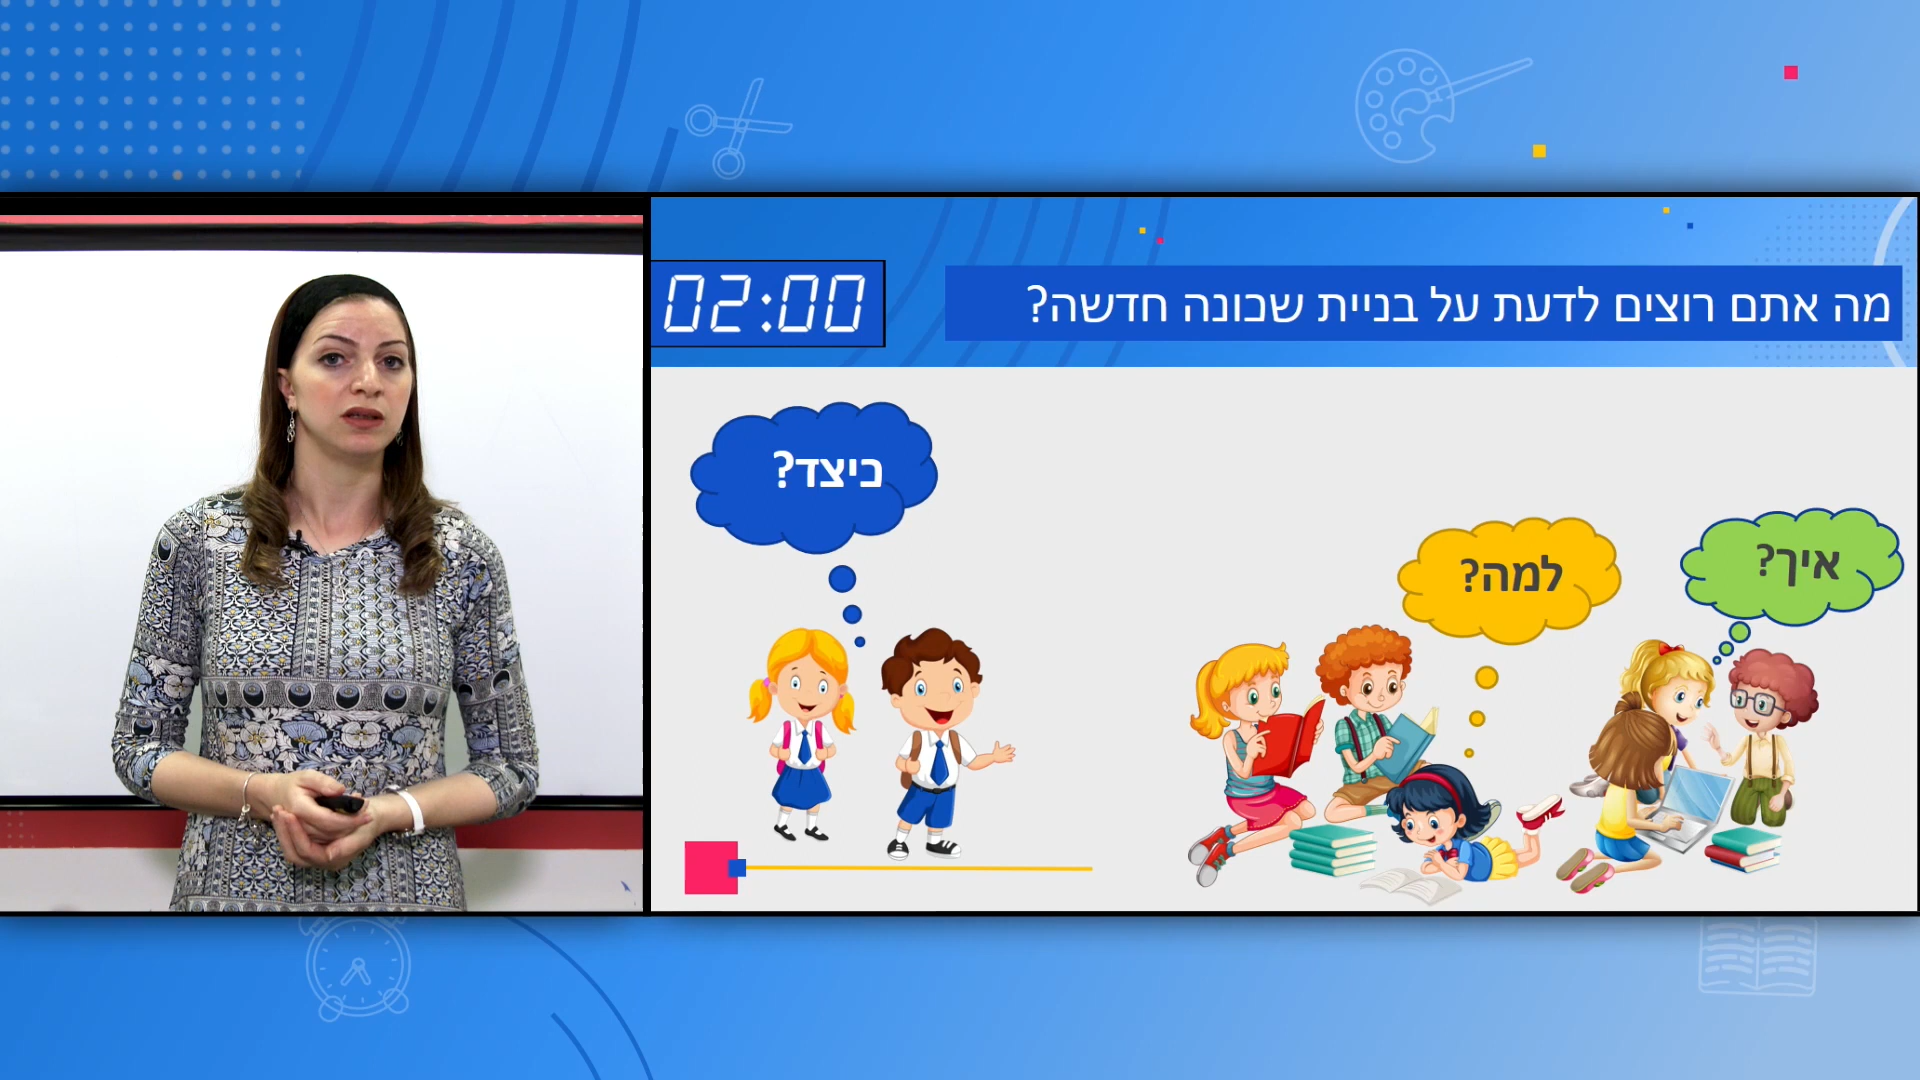 מה אתם רוצים לדעת על בניית שכונה חדשה?
02:00
איך?
למה?
כיצד?